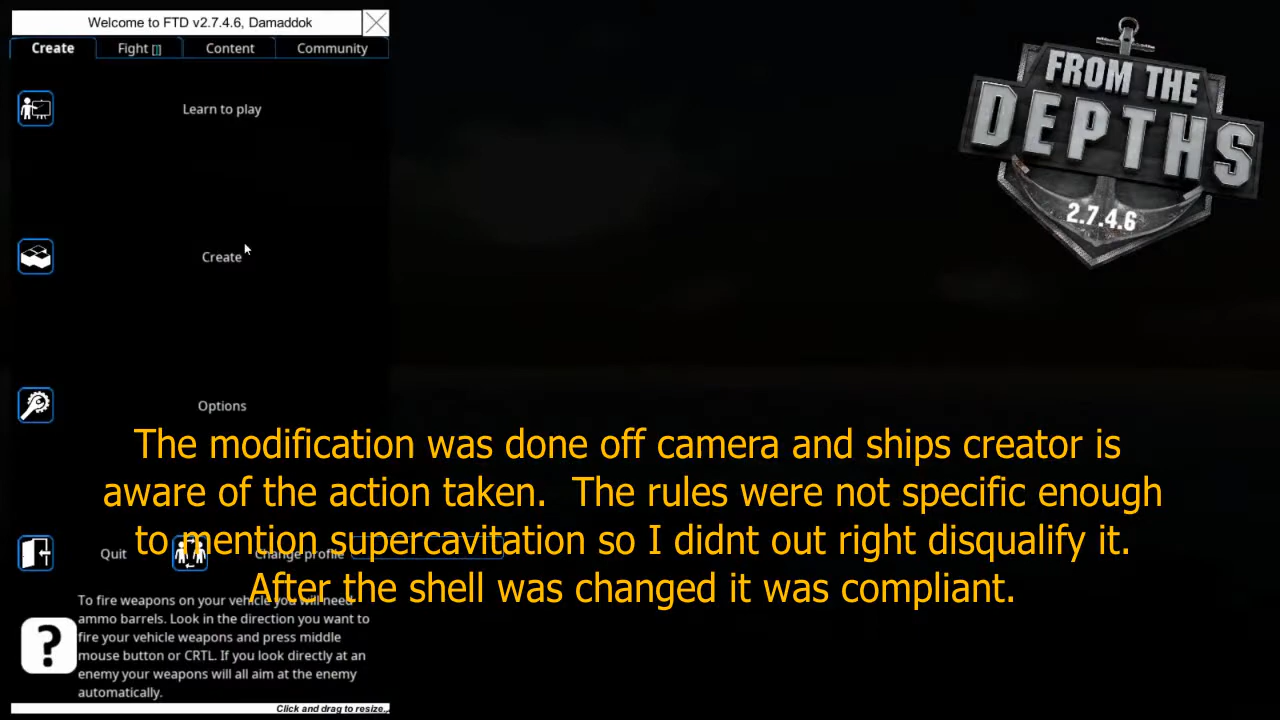 Welcome to FTD v2.7.4.6, Damaddok
Create
Fight []
Content
Community
Learn to play
Create
Options
Quit
Change profile
To fire weapons on your vehicle you will need
ammo barrels. Look in the direction you want to
fire your vehicle weapons and press middle
mouse button or CRTL. If you look directly at an
enemy your weapons will all aim at the enemy
automatically.
Click and drag to resize..
FROM THE
DEPTHS
2.7.4.6
The modification was done off camera and ships creator is
aware of the action taken. The rules were not specific enough
to mention supercavitation so I didnt out right disqualify it.
After the shell was changed it was compliant.